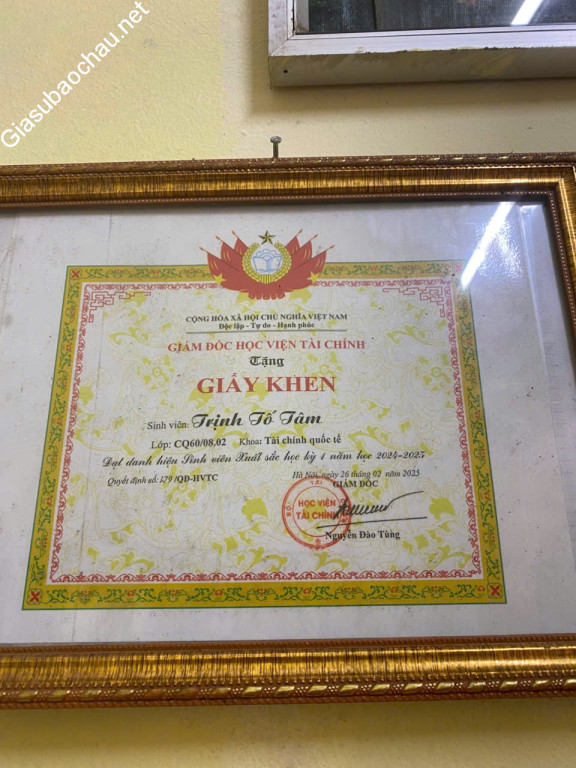 Giasubaochau.net
CỘNG HÒA XÃ HỘI CHỦ NGHĨA VIỆT NAM
Độc lập - Tự do - Hạnh phúc
GIÁM ĐỐC HỌC VIỆN TÀI CHÍNH
Tặng
GIẤY KHEN
Sinh viên: Trịnh Tố Tâm
Lớp: CQ60/08.02 Khoa: Tài chính quốc tế
Đạt danh hiệu Sinh viên Xuất sắc học kỳ 1 năm học 2024-2025
Quyết định số: 179 /QĐ-HVTC
Hà Nội, ngày 26 tháng 02 năm 2025
GIÁM ĐỐC
HỌC VIỆN
TÀI CHÍNH
Nguyễn Đào Tùng